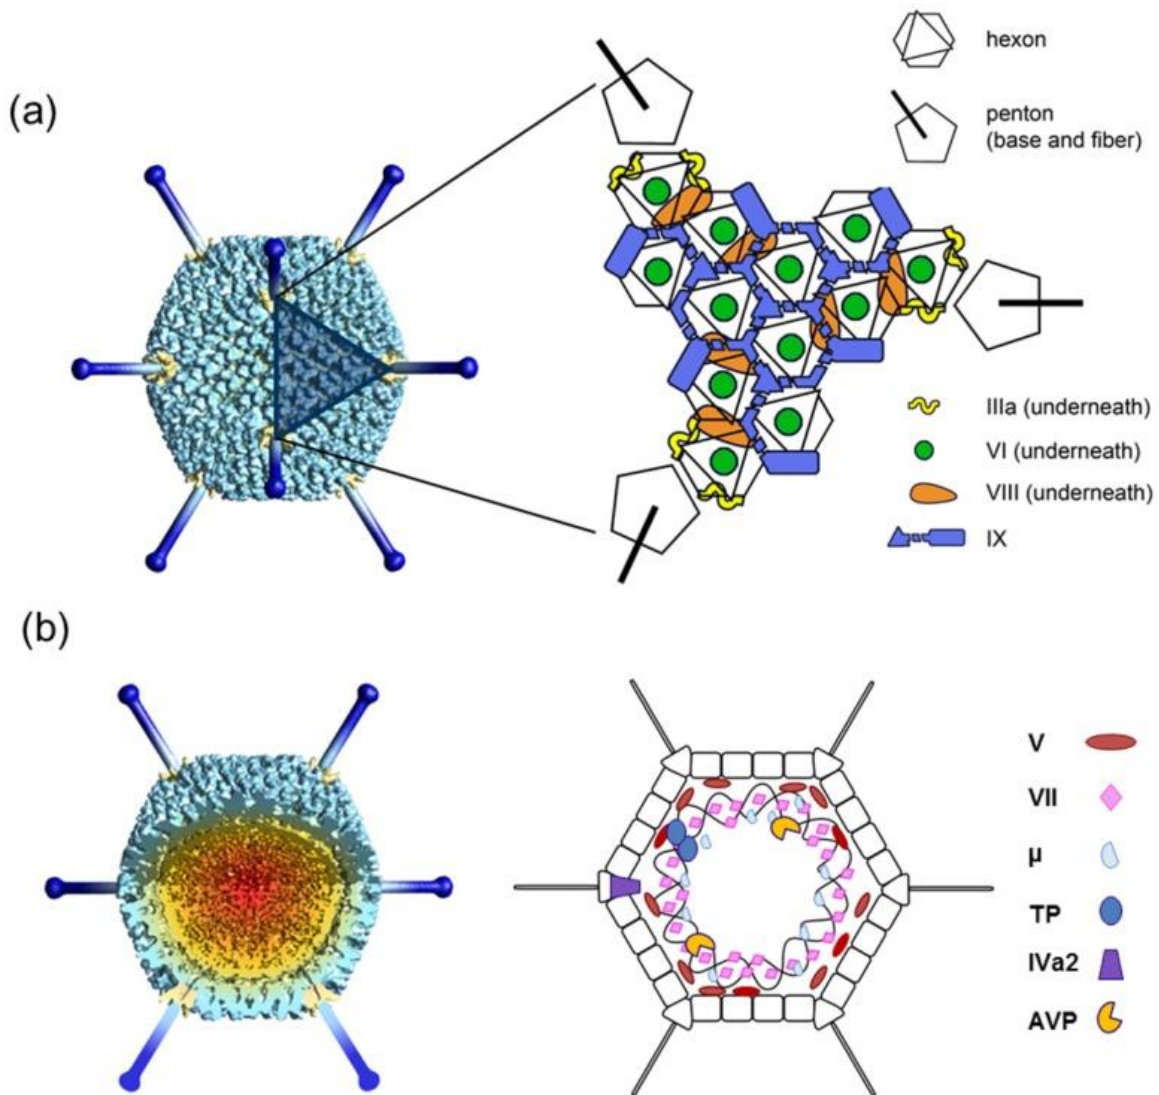 (a)
hexon
penton
(base and fiber)
IIIa (underneath)
VI (underneath)
VIII (underneath)
IX
(b)
V
VII
μ
TP
IVa2
AVP